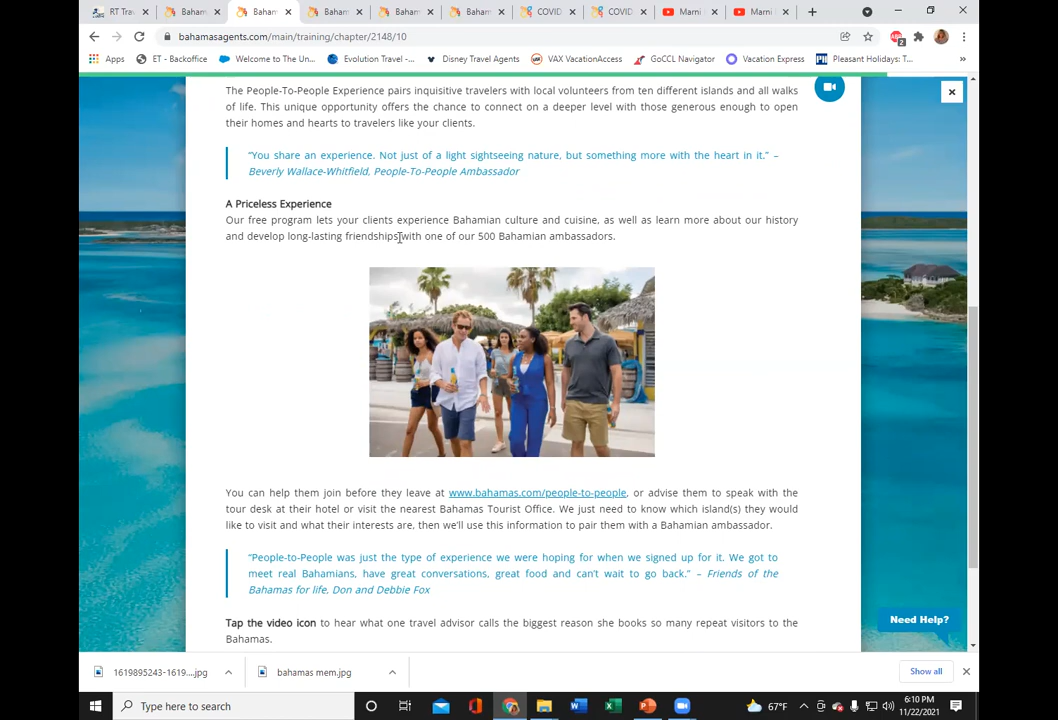 RT Trav
Baham
Baham
Baham
Baham
Baham
COVID
COVID
Marni
Marni
bahamasagents.com/main/training/chapter/2148/10
Apps
ET - Backoffice
Welcome to The Un...
Evolution Travel -...
Disney Travel Agents
VAX VacationAccess
GoCCL Navigator
Vacation Express
Pleasant Holidays: T...
The People-To-People Experience pairs inquisitive travelers with local volunteers from ten different islands and all walks
of life. This unique opportunity offers the chance to connect on a deeper level with those generous enough to open
their homes and hearts to travelers like your clients.
“You share an experience. Not just of a light sightseeing nature, but something more with the heart in it.” –
Beverly Wallace-Whitfield, People-To-People Ambassador
A Priceless Experience
Our free program lets your clients experience Bahamian culture and cuisine, as well as learn more about our history
and develop long-lasting friendships with one of our 500 Bahamian ambassadors.
You can help them join before they leave at www.bahamas.com/people-to-people, or advise them to speak with the
tour desk at their hotel or visit the nearest Bahamas Tourist Office. We just need to know which island(s) they would
like to visit and what their interests are, then we’ll use this information to pair them with a Bahamian ambassador.
“People-to-People was just the type of experience we were hoping for when we signed up for it. We got to
meet real Bahamians, have great conversations, great food and can’t wait to go back.” – Friends of the
Bahamas for life, Don and Debbie Fox
Need Help?
Tap the video icon to hear what one travel advisor calls the biggest reason she books so many repeat visitors to the
Bahamas.
1619895243-1619....jpg
bahamas mem.jpg
Show all
Type here to search
67°F
6:10 PM
11/22/2021